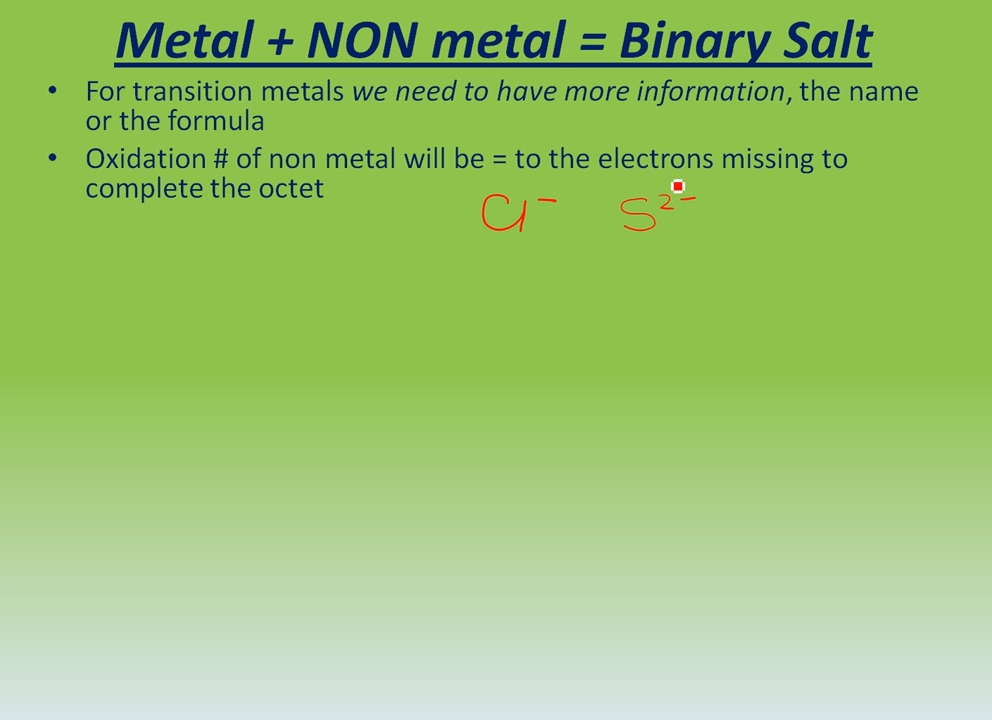 Metal + NON metal = Binary Salt
• For transition metals we need to have more information, the name
or the formula
• Oxidation # of non metal will be = to the electrons missing to
complete the octet
Cl⁻ S²⁻